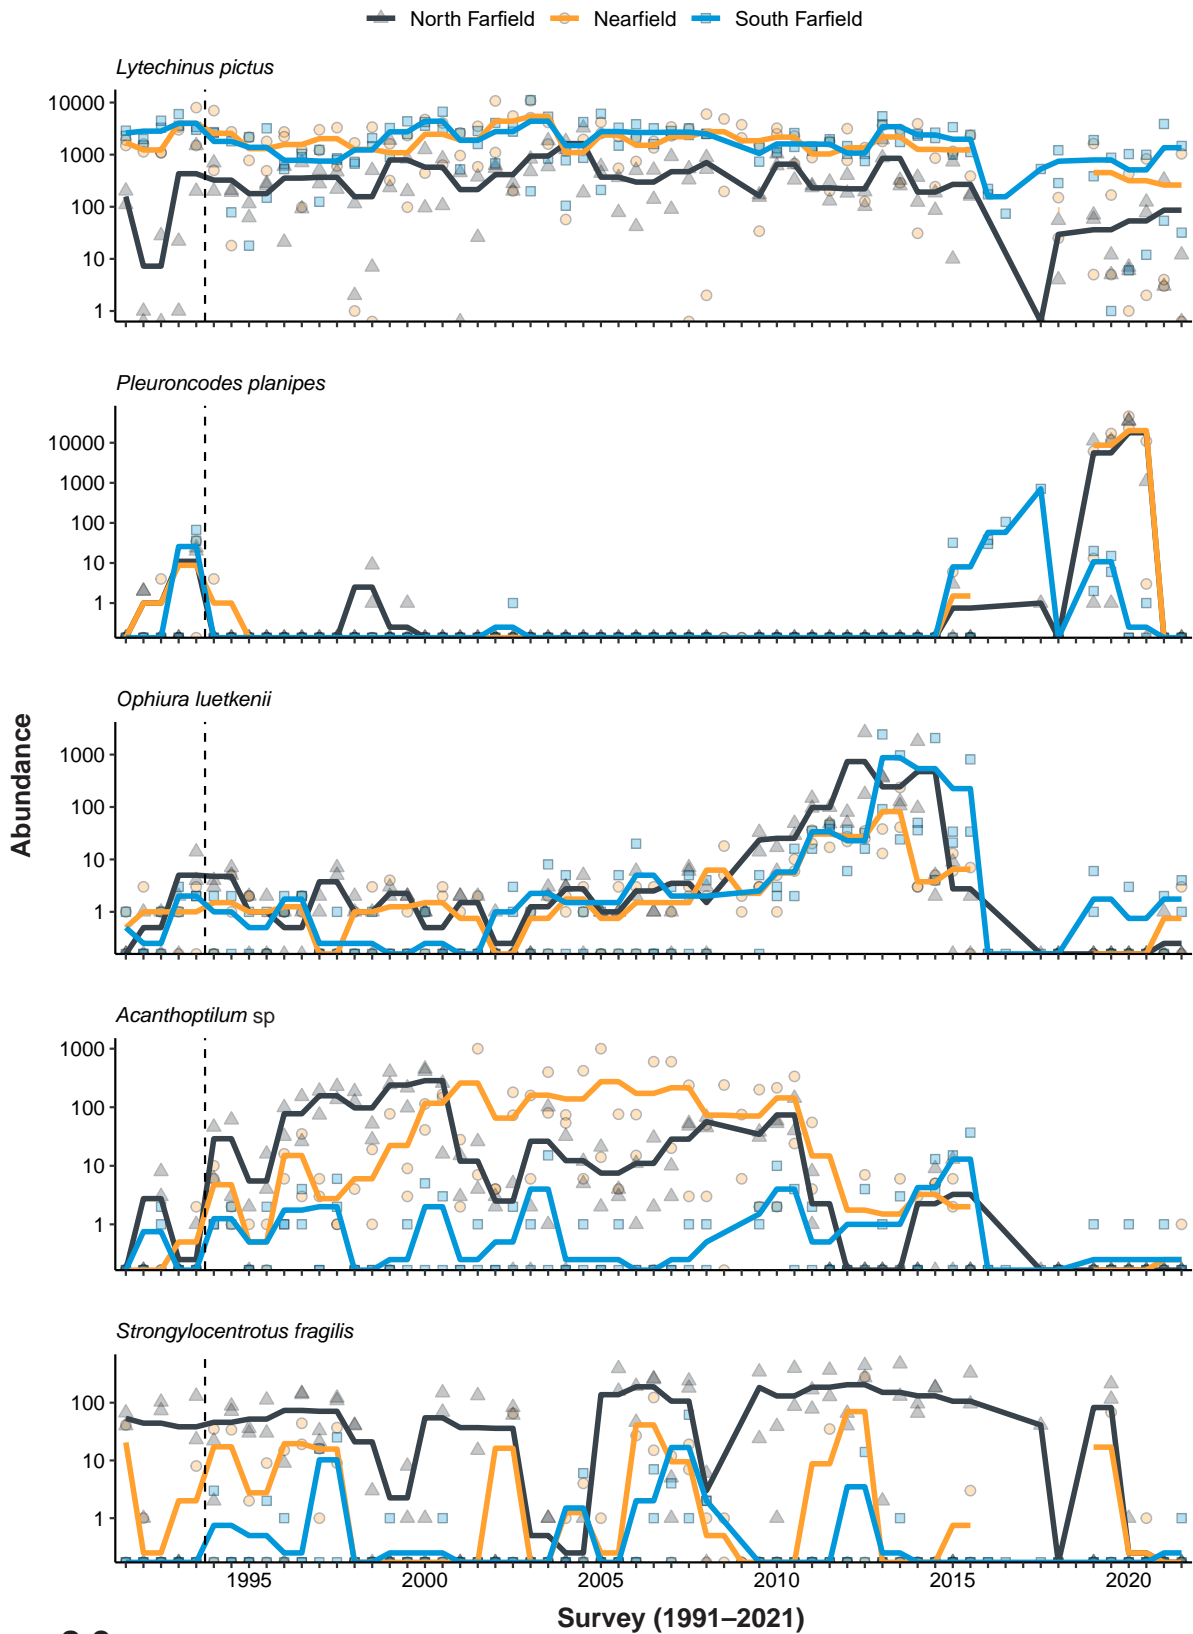 North Farfield Nearfield South Farfield
Lytechinus pictus
10000
1000
100
10
1
Pleuroncodes planipes
10000
1000
100
10
1
Ophiura luetkenii
1000
100
10
1
Abundance
Acanthoptilum sp
1000
100
10
1
Strongylocentrotus fragilis
100
10
1
1995 2000 2005 2010 2015 2020
Survey (1991–2021)